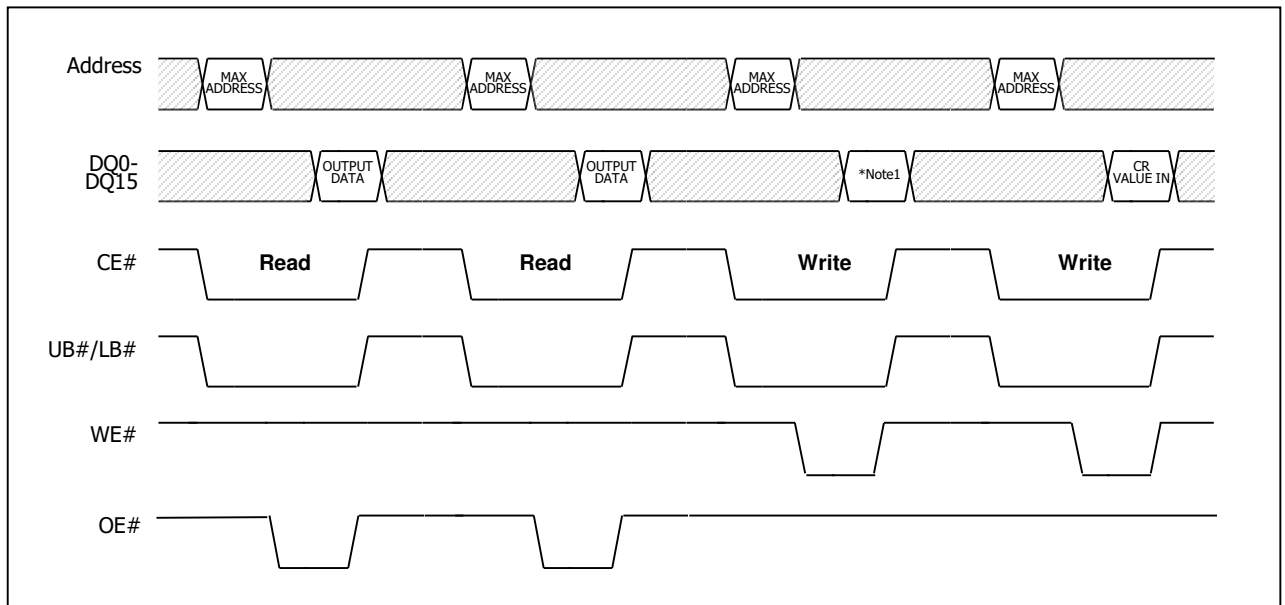 Address
MAX
ADDRESS
MAX
ADDRESS
MAX
ADDRESS
MAX
ADDRESS
DQ0-
DQ15
OUTPUT
DATA
OUTPUT
DATA
*Note1
CR
VALUE IN
CE#
Read
Read
Write
Write
UB#/LB#
WE#
OE#